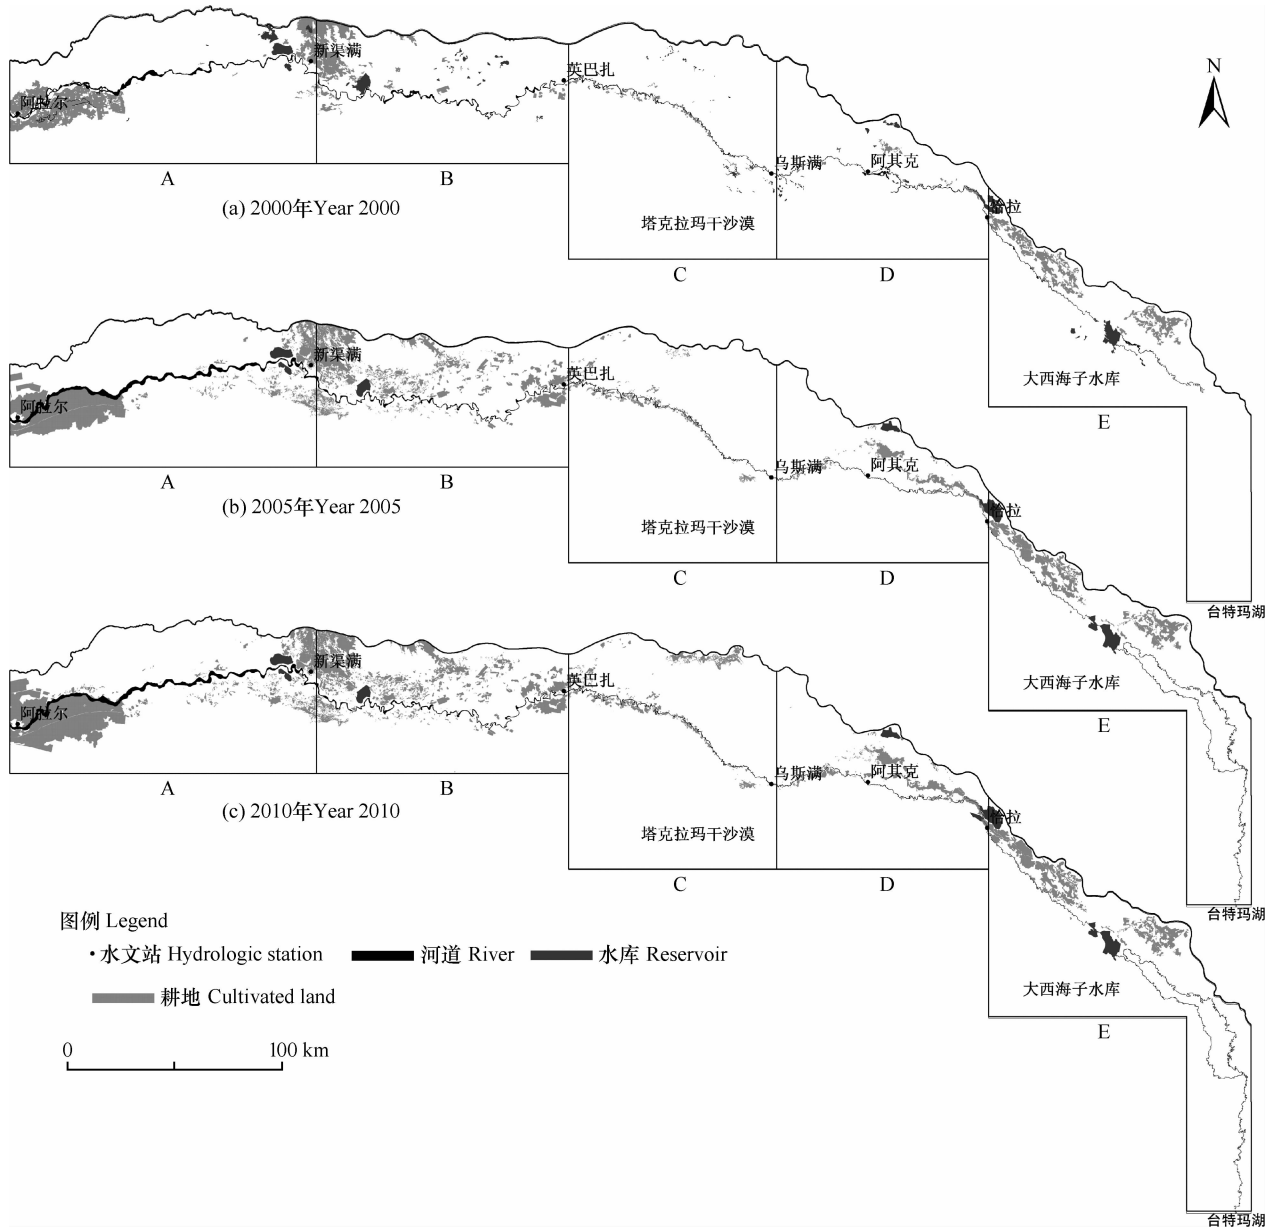 N
新渠满
英巴扎
阿拉尔
乌斯满
阿其克
恰拉
塔克拉玛干沙漠
大西海子水库
台特玛湖
A
B
C
D
E
(a) 2000年Year 2000
新渠满
英巴扎
阿拉尔
乌斯满
阿其克
恰拉
塔克拉玛干沙漠
大西海子水库
台特玛湖
A
B
C
D
E
(b) 2005年Year 2005
新渠满
英巴扎
阿拉尔
乌斯满
阿其克
恰拉
塔克拉玛干沙漠
大西海子水库
台特玛湖
A
B
C
D
E
(c) 2010年Year 2010
图例 Legend
水文站 Hydrologic station
河道 River
水库 Reservoir
耕地 Cultivated land
0 100 km